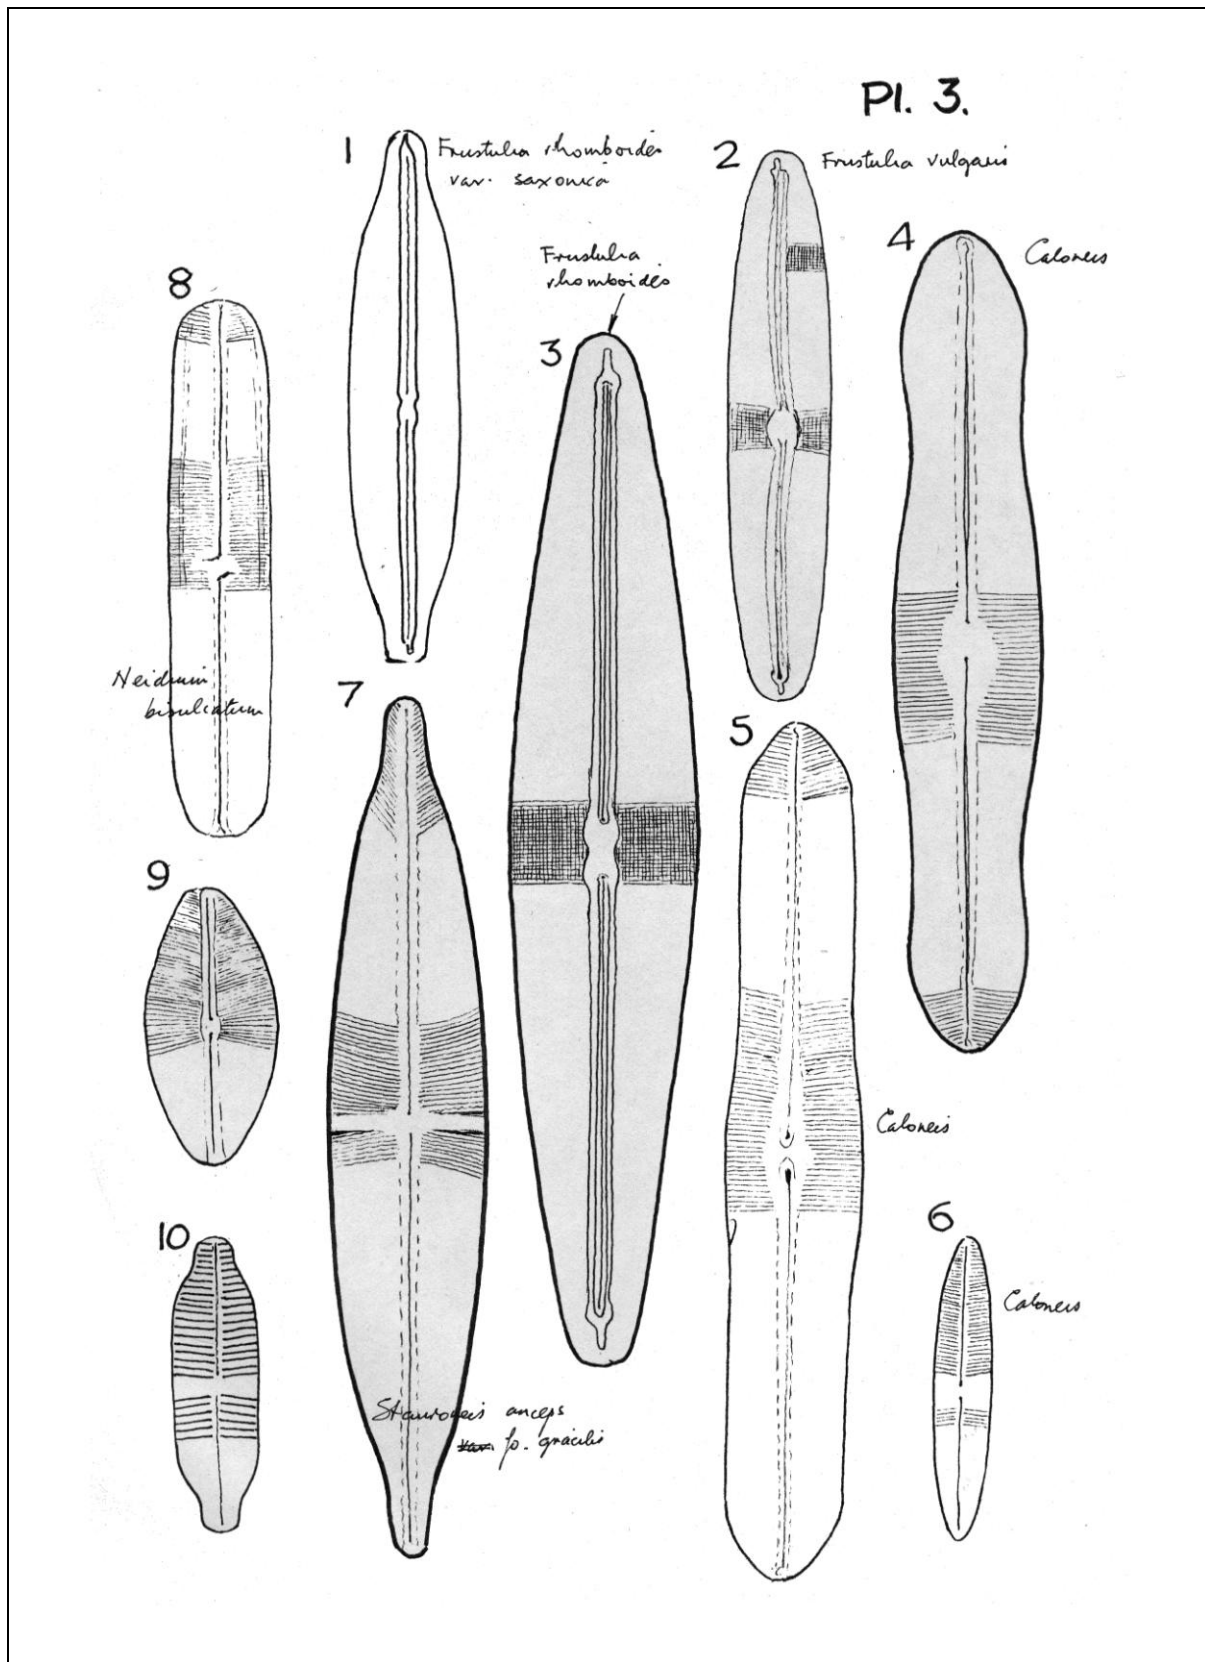 Pl. 3.
1
Frustulia rhomboides
var. saxonica
2
Frustulia vulgaris
3
Frustulia
rhomboides
4
Caloneis
8
Neidium
bisulcatum
7
Stauroneis anceps
var. fo. gracilis
5
Caloneis
9
10
6
Caloneis